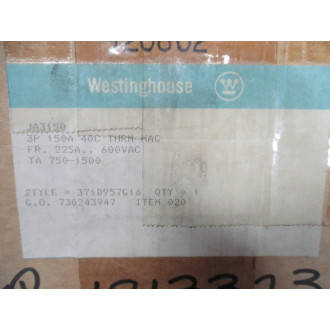 120802
Westinghouse
JA3150
3P 150A 40C THRM MAG
FR. 225A., 600VAC
TA 750-1500
STYLE = 371D957G16 QTY = 1
G.O. 730243947 ITEM 020